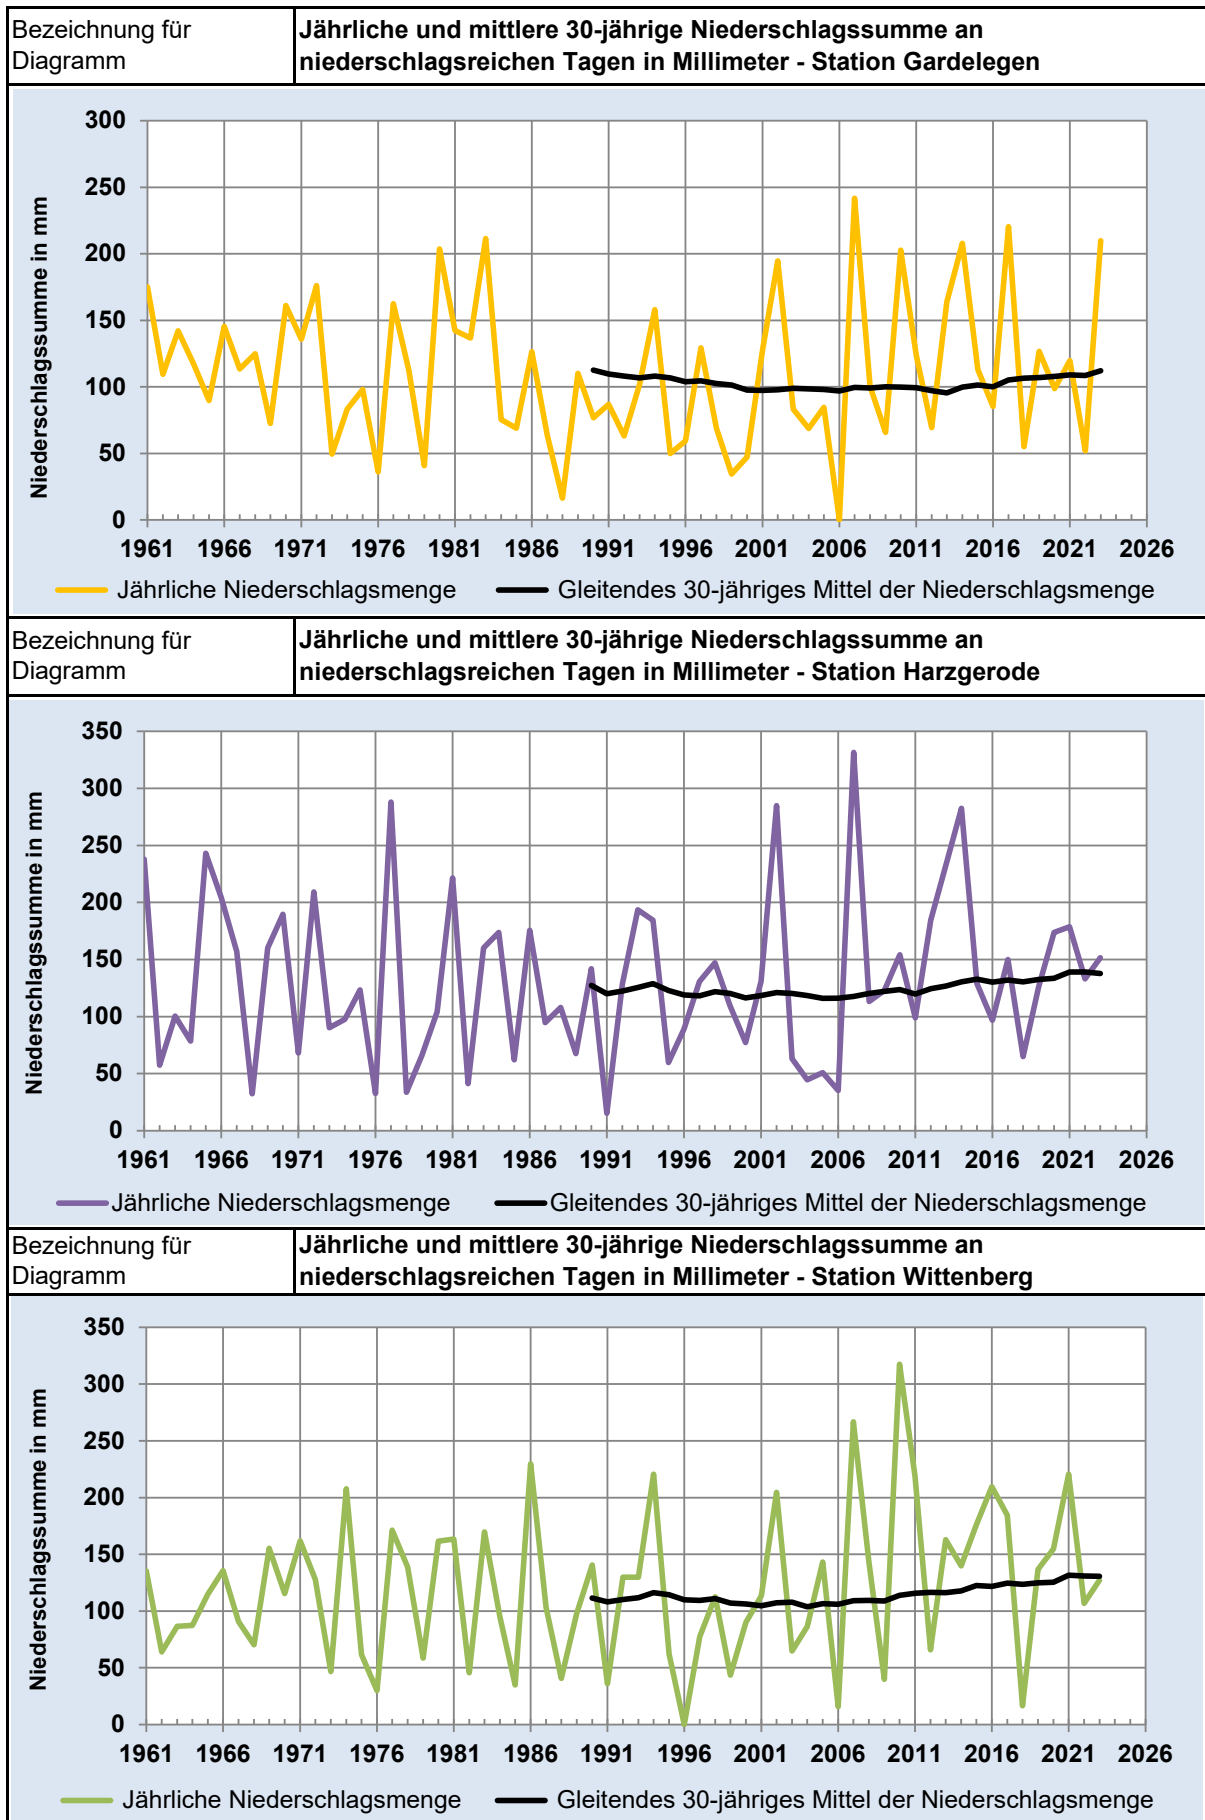 Bezeichnung für
Diagramm
Jährliche und mittlere 30-jährige Niederschlagssumme an
niederschlagsreichen Tagen in Millimeter - Station Gardelegen
Niederschlagssumme in mm
300
250
200
150
100
50
0
1961 1966 1971 1976 1981 1986 1991 1996 2001 2006 2011 2016 2021 2026
Jährliche Niederschlagsmenge Gleitendes 30-jähriges Mittel der Niederschlagsmenge
Bezeichnung für
Diagramm
Jährliche und mittlere 30-jährige Niederschlagssumme an
niederschlagsreichen Tagen in Millimeter - Station Harzgerode
Niederschlagssumme in mm
350
300
250
200
150
100
50
0
1961 1966 1971 1976 1981 1986 1991 1996 2001 2006 2011 2016 2021 2026
Jährliche Niederschlagsmenge Gleitendes 30-jähriges Mittel der Niederschlagsmenge
Bezeichnung für
Diagramm
Jährliche und mittlere 30-jährige Niederschlagssumme an
niederschlagsreichen Tagen in Millimeter - Station Wittenberg
Niederschlagssumme in mm
350
300
250
200
150
100
50
0
1961 1966 1971 1976 1981 1986 1991 1996 2001 2006 2011 2016 2021 2026
Jährliche Niederschlagsmenge Gleitendes 30-jähriges Mittel der Niederschlagsmenge